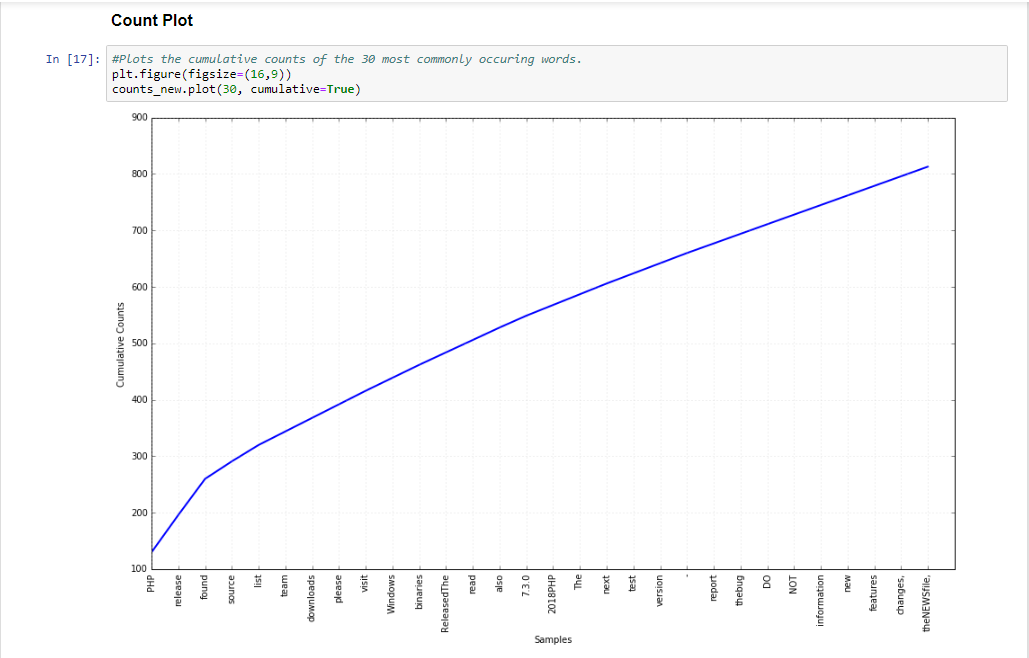 Count Plot
In [17]:
#Plots the cumulative counts of the 30 most commonly occuring words.
plt.figure(figsize=(16,9))
counts_new.plot(30, cumulative=True)
900
800
700
600
500
400
300
200
100
Cumulative Counts
PHP
release
found
source
list
team
downloads
please
visit
Windows
binaries
ReleasedThe
read
also
7.3.0
2018PHP
The
next
test
version
.
report
thebug
DO
NOT
information
new
features
changes,
theNEWSfile,
Samples